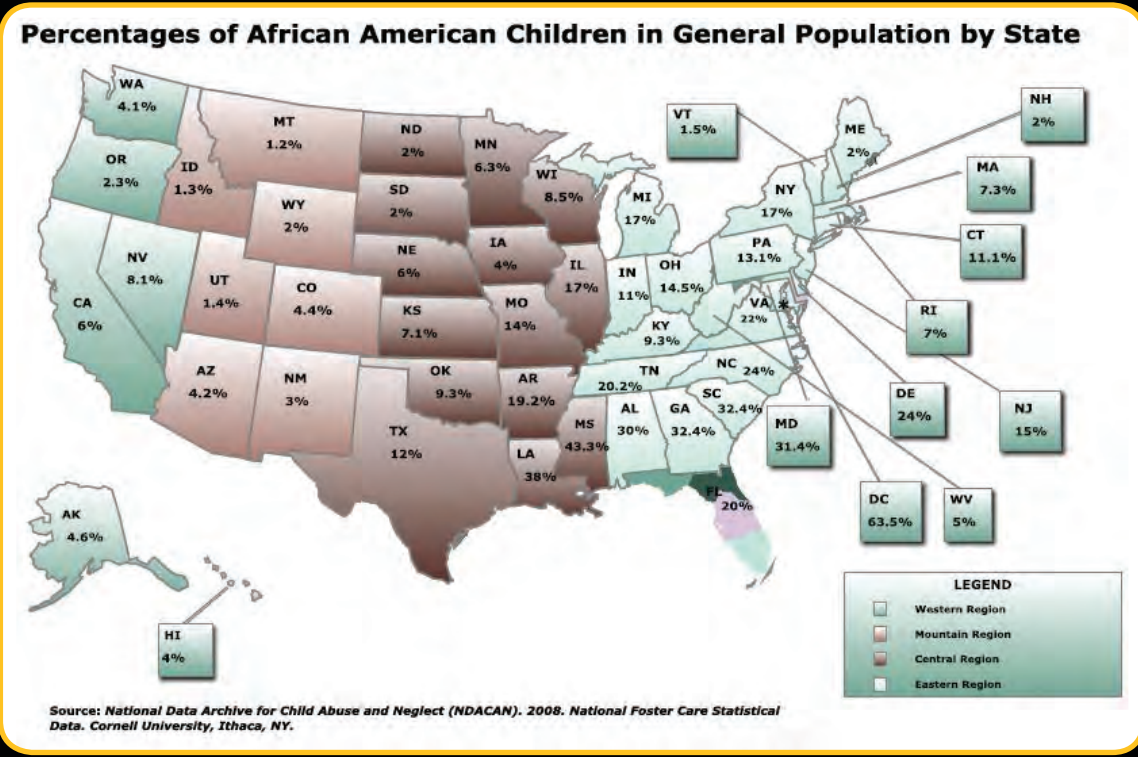 Percentages of African American Children in General Population by State
WA
4.1%
OR
2.3%
CA
6%
NV
8.1%
ID
1.3%
MT
1.2%
WY
2%
UT
1.4%
CO
4.4%
AZ
4.2%
NM
3%
ND
2%
SD
2%
NE
6%
KS
7.1%
OK
9.3%
TX
12%
MN
6.3%
IA
4%
MO
14%
AR
19.2%
LA
38%
WI
8.5%
IL
17%
MS
43.3%
MI
17%
IN
11%
OH
14.5%
KY
9.3%
TN
20.2%
AL
30%
GA
32.4%
FL
20%
SC
32.4%
NC 24%
VA
22%
*
PA
13.1%
NY
17%
ME
2%
VT
1.5%
NH
2%
MA
7.3%
CT
11.1%
RI
7%
NJ
15%
DE
24%
MD
31.4%
DC
63.5%
WV
5%
AK
4.6%
HI
4%
LEGEND
Western Region
Mountain Region
Central Region
Eastern Region
Source: National Data Archive for Child Abuse and Neglect (NDACAN). 2008. National Foster Care Statistical
Data. Cornell University, Ithaca, NY.